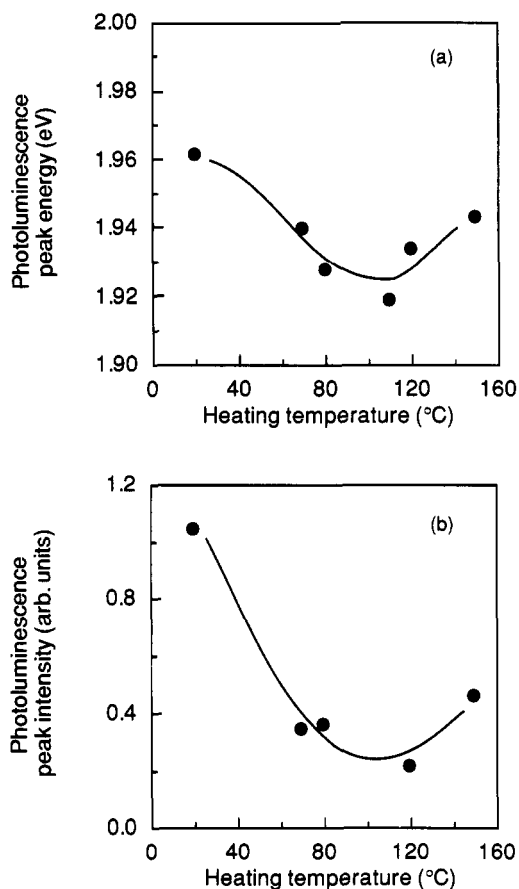 2.00
(a)
1.98
1.96
1.94
1.92
1.90
Photoluminescence
peak energy (eV)
0 40 80 120 160
Heating temperature (°C)
1.2
(b)
0.8
0.4
0.0
Photoluminescence
peak intensity (arb. units)
0 40 80 120 160
Heating temperature (°C)